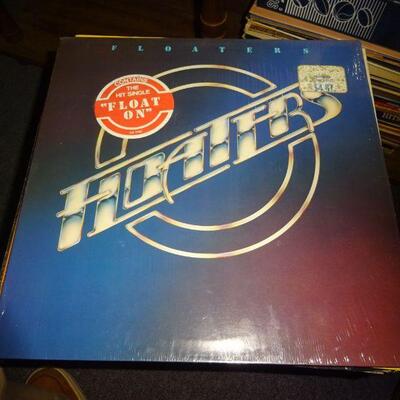 FLOATERS
CONTAINS
THE
HIT SINGLE
"FLOAT
ON"
FLOATERS